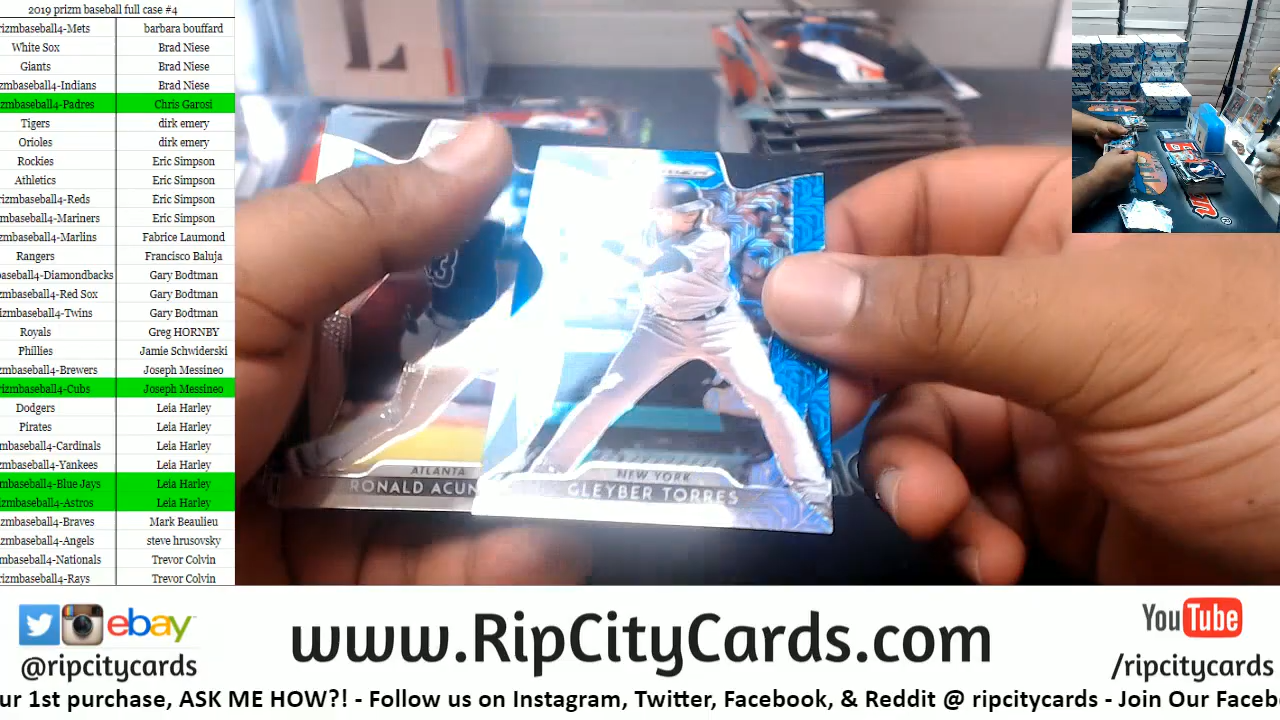 2019 prizm baseball full case #4
rizmbaseball4-Mets barbara bouffard
White Sox Brad Niese
Giants Brad Niese
zmbaseball4-Indians Brad Niese
zmbaseball4-Padres Chris Garosi
Tigers dirk emery
Orioles dirk emery
Rockies Eric Simpson
Athletics Eric Simpson
rizmbaseball4-Reds Eric Simpson
mbaseball4-Mariners Eric Simpson
mbaseball4-Marlins Fabrice Laumond
Rangers Francisco Baluja
baseball4-Diamondbacks Gary Bodtman
mbaseball4-Red Sox Gary Bodtman
izmbaseball4-Twins Gary Bodtman
Royals Greg HORNBY
Phillies Jamie Schwiderski
mbaseball4-Brewers Joseph Messineo
rizmbaseball4-Cubs Joseph Messineo
Dodgers Leia Harley
Pirates Leia Harley
mbaseball4-Cardinals Leia Harley
mbaseball4-Yankees Leia Harley
mbaseball4-Blue Jays Leia Harley
zmbaseball4-Astros Leia Harley
zmbaseball4-Braves Mark Beaulieu
zmbaseball4-Angels steve hrusovsky
mbaseball4-Nationals Trevor Colvin
izmbaseball4-Rays Trevor Colvin
ATLANTA
RONALD ACUN
NEW YORK
GLEYBER TORRES
ebay
@ripcitycards
www.RipCityCards.com
YouTube
/ripcitycards
ur 1st purchase, ASK ME HOW?! - Follow us on Instagram, Twitter, Facebook, & Reddit @ ripcitycards - Join Our Faceb